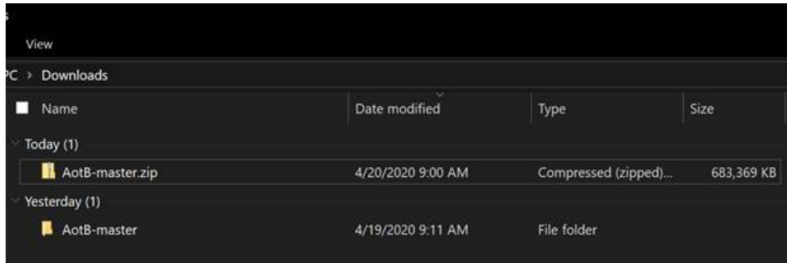 s
View
PC > Downloads
Name Date modified Type Size
Today (1)
AotB-master.zip 4/20/2020 9:00 AM Compressed (zipped)... 683,369 KB
Yesterday (1)
AotB-master 4/19/2020 9:11 AM File folder